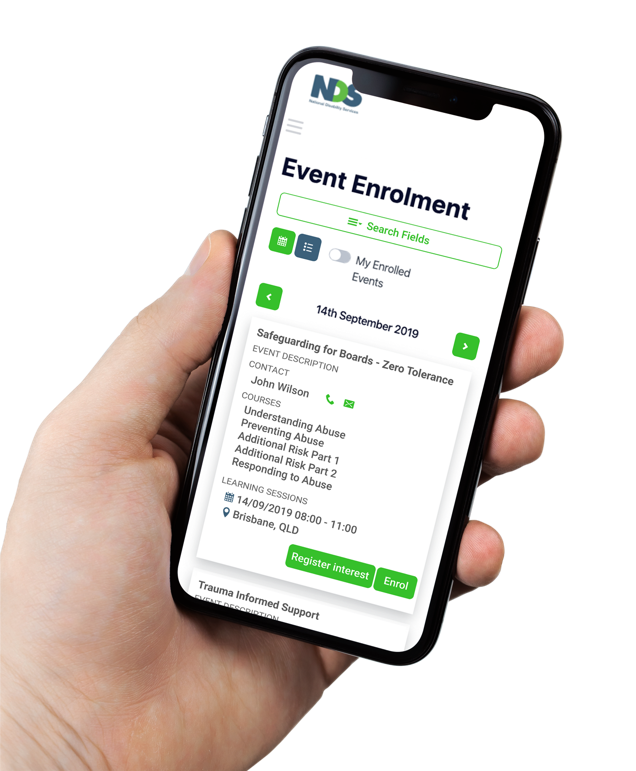 NDS
National Disability Services
Event Enrolment
Search Fields
My Enrolled
Events
14th September 2019
Safeguarding for Boards - Zero Tolerance
EVENT DESCRIPTION
CONTACT
John Wilson
COURSES
Understanding Abuse
Preventing Abuse
Additional Risk Part 1
Additional Risk Part 2
Responding to Abuse
LEARNING SESSIONS
14/09/2019 08:00 - 11:00
Brisbane, QLD
Register interest
Enrol
Trauma Informed Support
EVENT DESCRIPTION